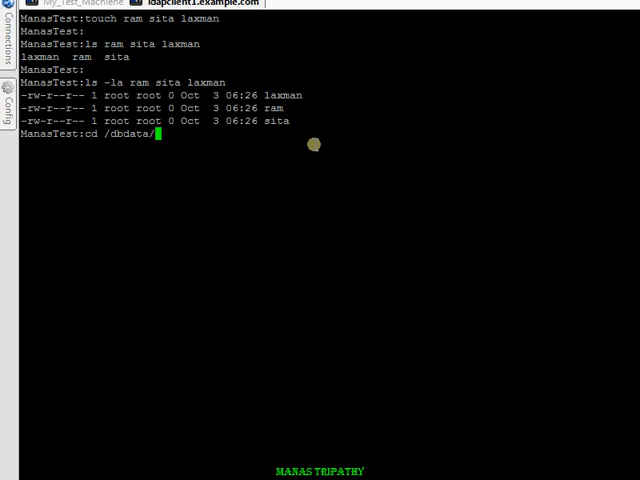 My_Test_Machiene ldapclient1.example.com
Connections
Config
ManasTest:touch ram sita laxman
ManasTest:
ManasTest:ls ram sita laxman
laxman  ram  sita
ManasTest:
ManasTest:ls -la ram sita laxman
-rw-r--r-- 1 root root 0 Oct  3 06:26 laxman
-rw-r--r-- 1 root root 0 Oct  3 06:26 ram
-rw-r--r-- 1 root root 0 Oct  3 06:26 sita
ManasTest:cd /dbdata/
MANAS TRIPATHY